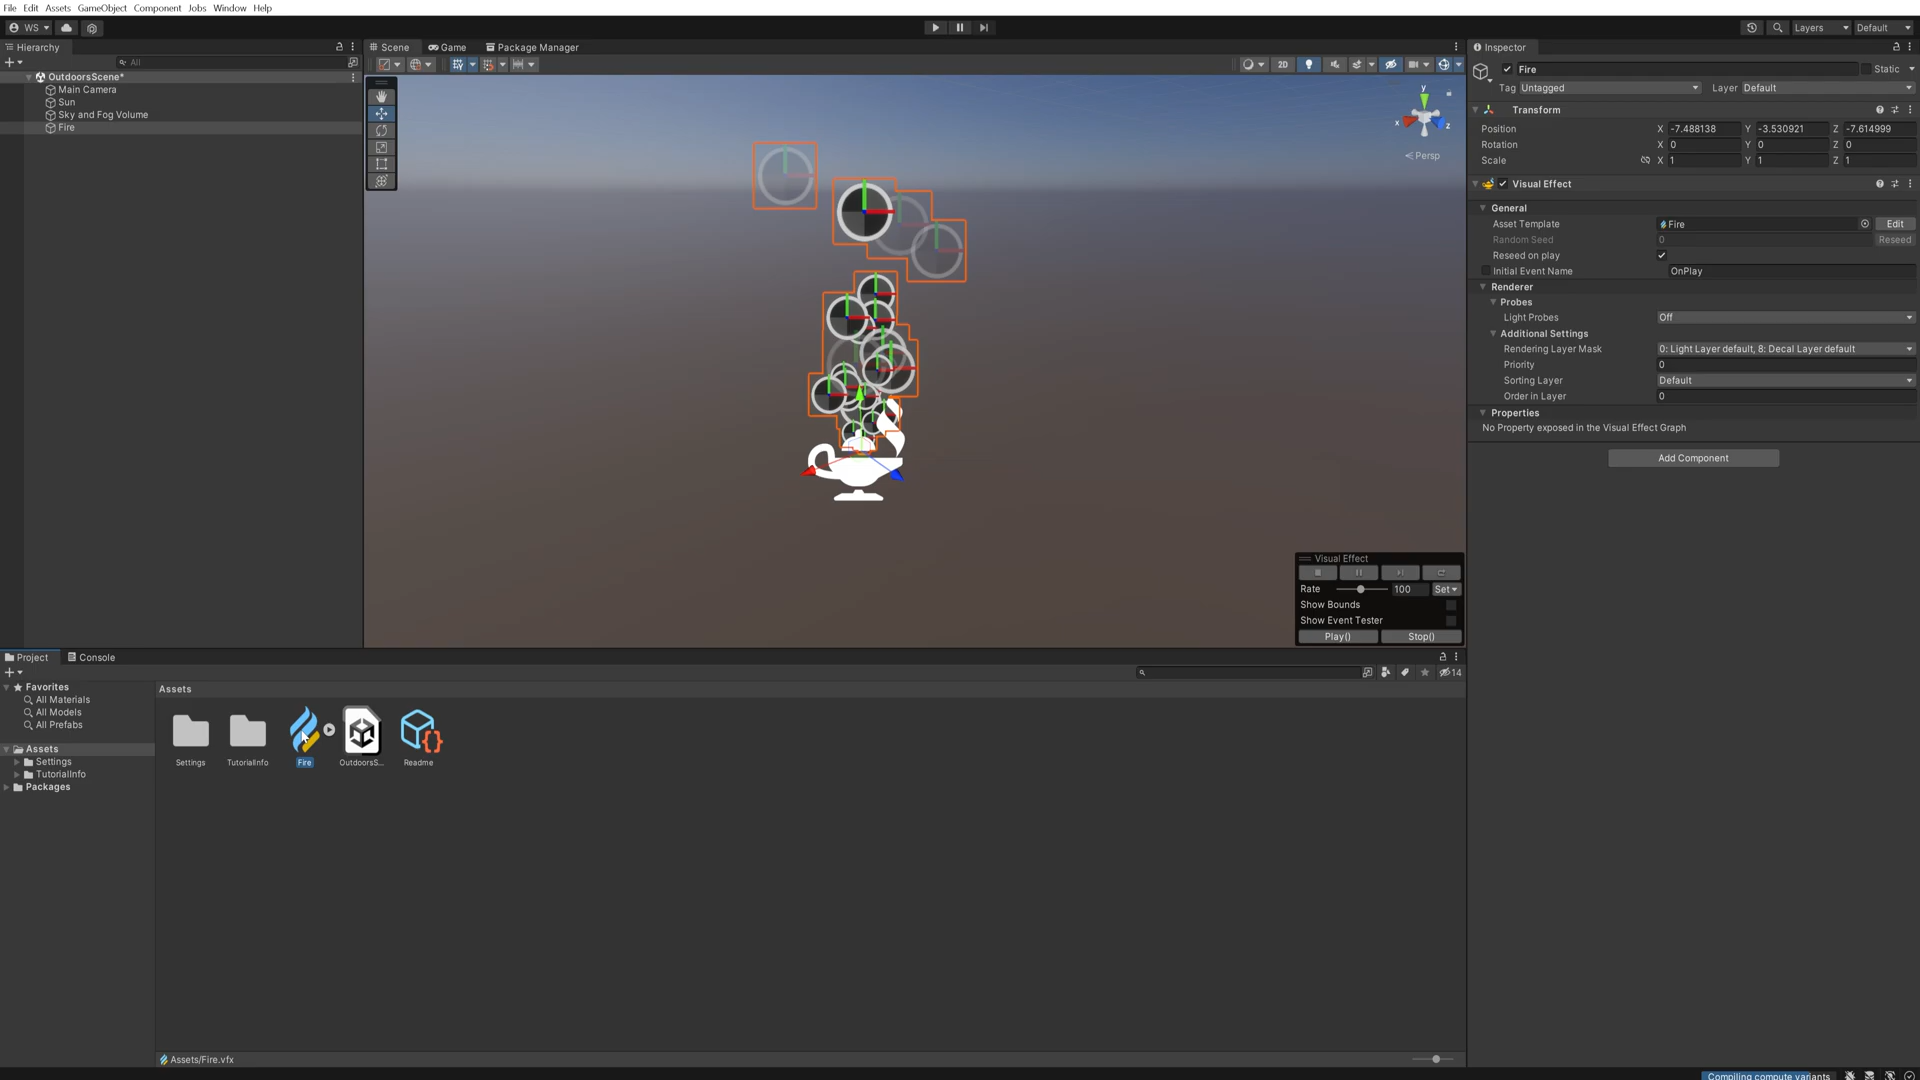 File Edit Assets GameObject Component Jobs Window Help
WS Layers Default
Hierarchy
All
OutdoorsScene*
Main Camera
Sun
Sky and Fog Volume
Fire
Scene Game Package Manager
2D
y
x z
Persp
Visual Effect
Rate 100 Set
Show Bounds
Show Event Tester
Play() Stop()
Inspector
Fire Static
Tag Untagged Layer Default
Transform
Position X -7.488138 Y -3.530921 Z -7.614999
Rotation X 0 Y 0 Z 0
Scale X 1 Y 1 Z 1
Visual Effect
General
Asset Template Fire Edit
Random Seed 0 Reseed
Reseed on play
Initial Event Name OnPlay
Renderer
Probes
Light Probes Off
Additional Settings
Rendering Layer Mask 0: Light Layer default, 8: Decal Layer default
Priority 0
Sorting Layer Default
Order in Layer 0
Properties
No Property exposed in the Visual Effect Graph
Add Component
Project Console
14
Favorites
All Materials
All Models
All Prefabs
Assets
Settings
TutorialInfo
Packages
Assets
Settings TutorialInfo Fire OutdoorsS... Readme
Assets/Fire.vfx
Compiling compute variants